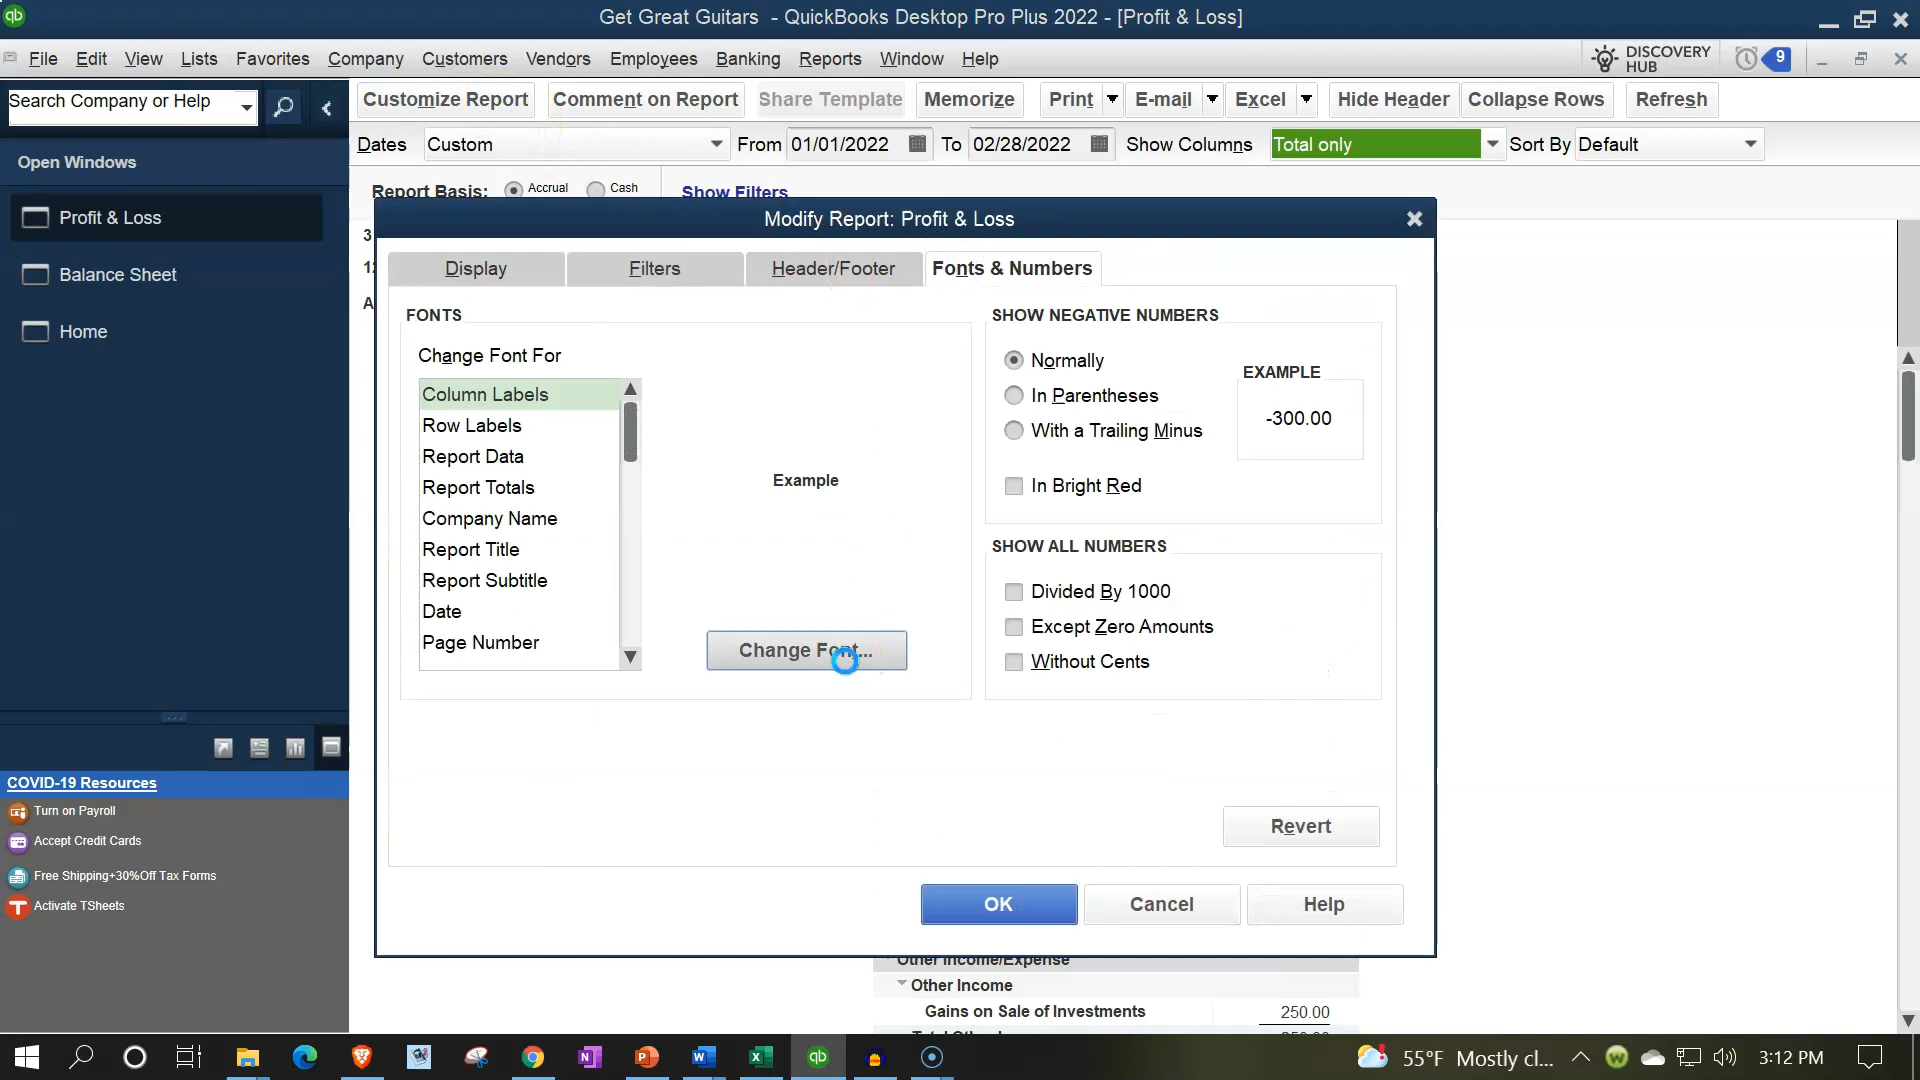 Get Great Guitars - QuickBooks Desktop Pro Plus 2022 - [Profit & Loss]
File Edit View Lists Favorites Company Customers Vendors Employees Banking Reports Window Help
DISCOVERY HUB
9
Search Company or Help
Customize Report Comment on Report Share Template Memorize Print E-mail Excel Hide Header Collapse Rows Refresh
Dates Custom From 01/01/2022 To 02/28/2022 Show Columns Total only Sort By Default
Report Basis: Accrual Cash Show Filters
Open Windows
Profit & Loss
Balance Sheet
Home
Modify Report: Profit & Loss
Display Filters Header/Footer Fonts & Numbers
FONTS
Change Font For
Column Labels
Row Labels
Report Data
Report Totals
Company Name
Report Title
Report Subtitle
Date
Page Number
Example
Change Font...
SHOW NEGATIVE NUMBERS
Normally
In Parentheses
With a Trailing Minus
In Bright Red
EXAMPLE
-300.00
SHOW ALL NUMBERS
Divided By 1000
Except Zero Amounts
Without Cents
Revert
OK Cancel Help
COVID-19 Resources
Turn on Payroll
Accept Credit Cards
Free Shipping+30%Off Tax Forms
Activate TSheets
Other Income/Expense
Other Income
Gains on Sale of Investments 250.00
55°F Mostly cl... 3:12 PM